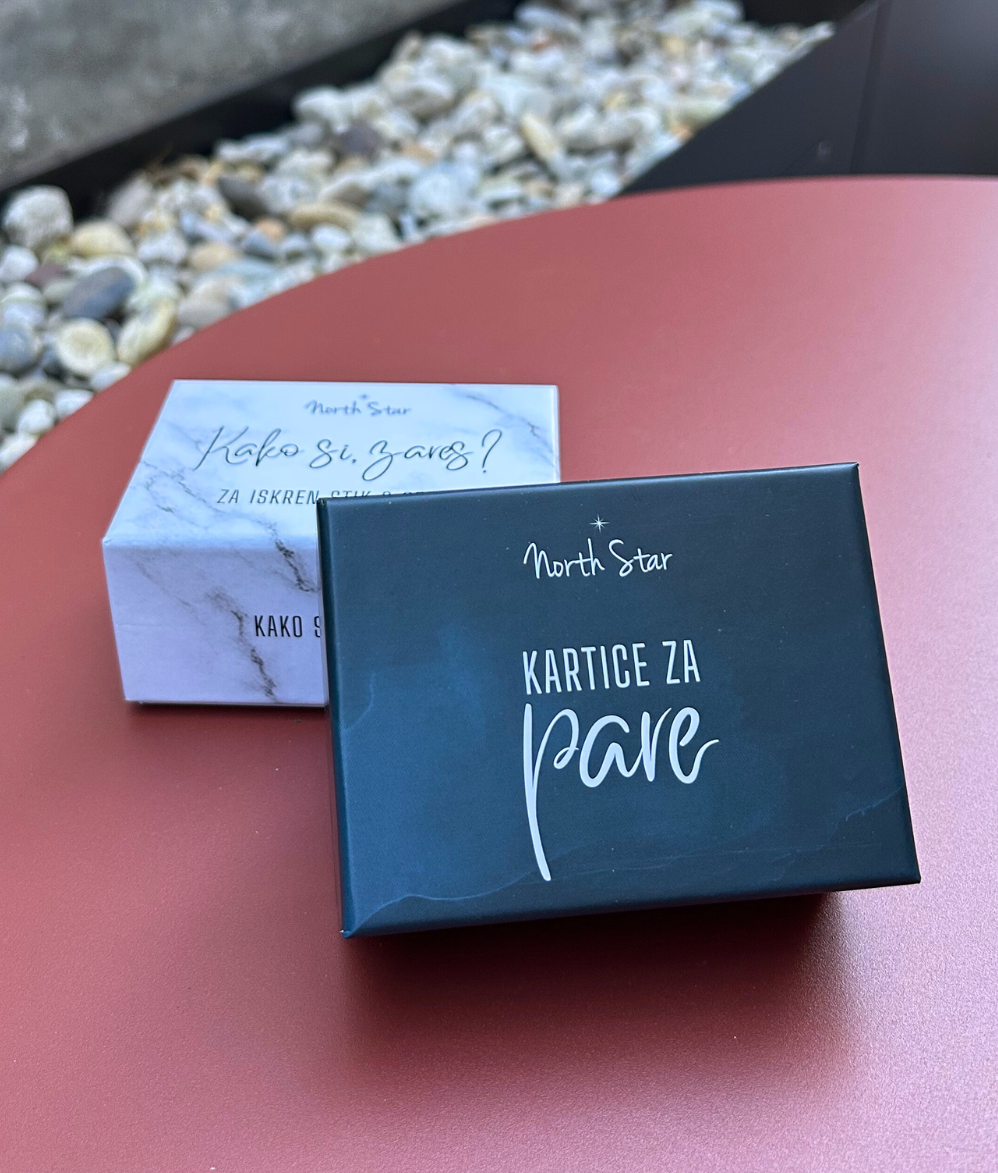 North Star
Kako si, zares?
ZA ISKREN STIK S
KAKO
North Star
KARTICE ZA
pare